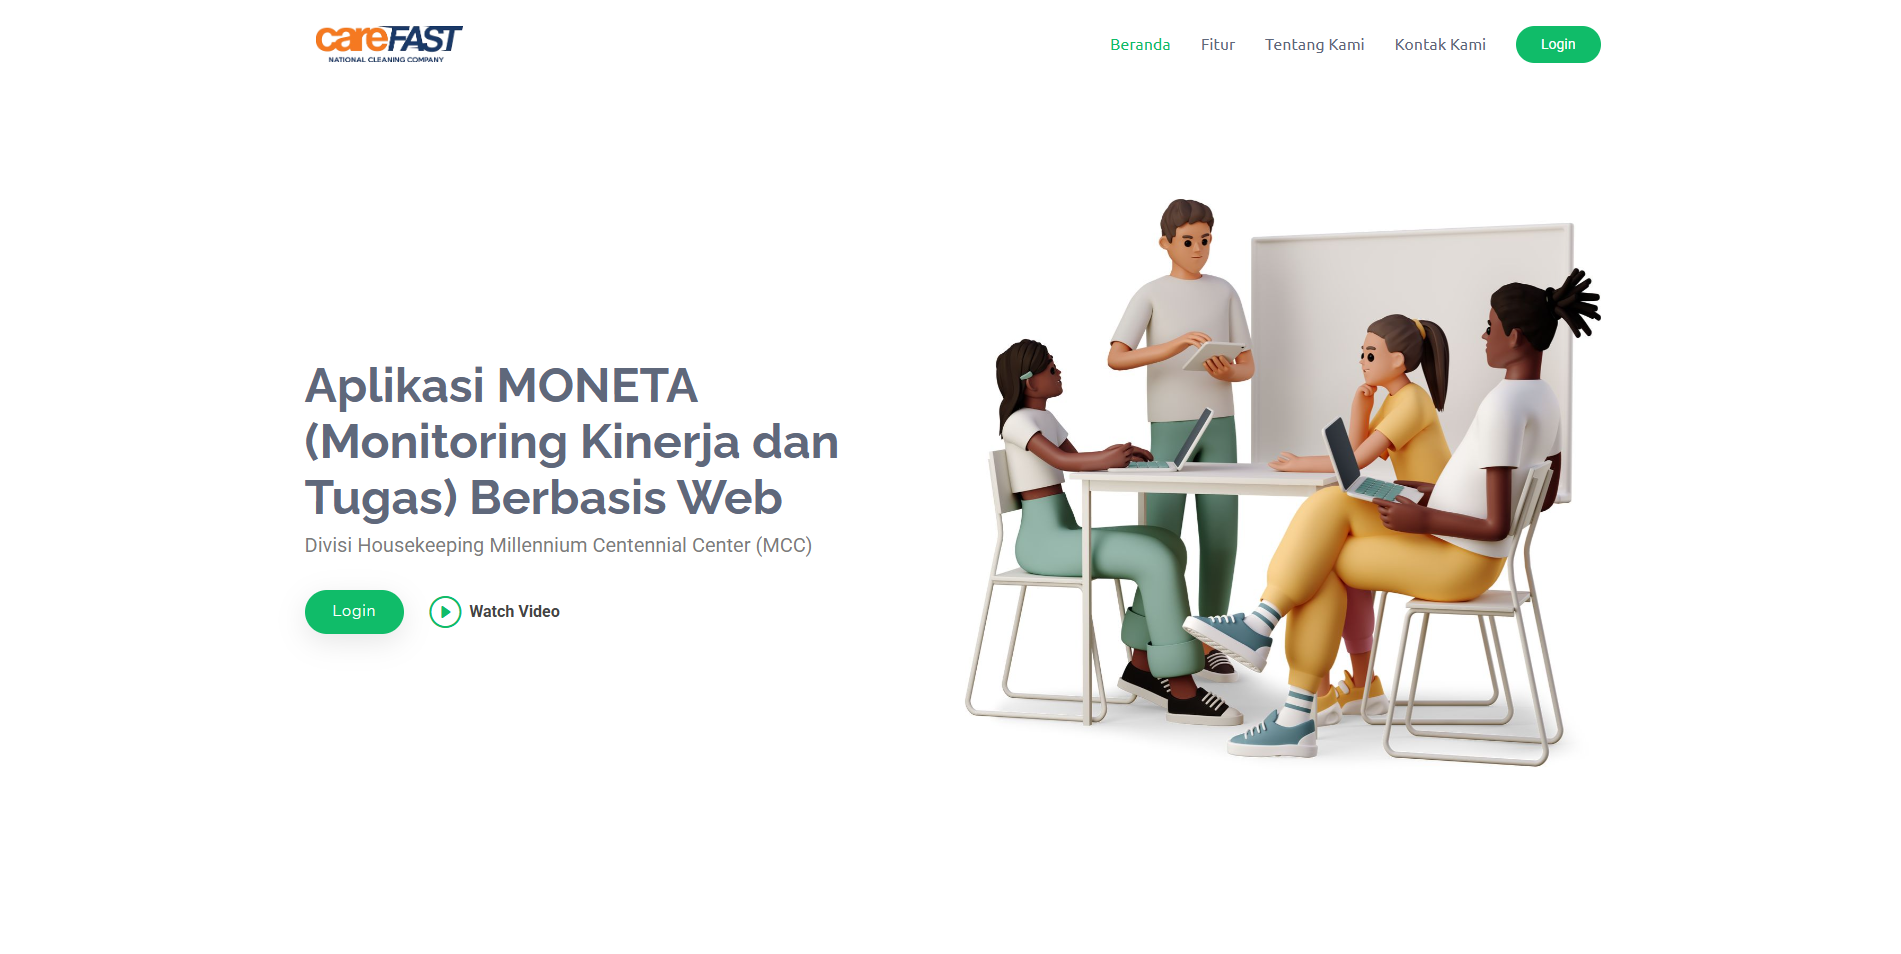 careFAST
NATIONAL CLEANING COMPANY
Beranda
Fitur
Tentang Kami
Kontak Kami
Login
Aplikasi MONETA
(Monitoring Kinerja dan
Tugas) Berbasis Web
Divisi Housekeeping Millennium Centennial Center (MCC)
Login
Watch Video